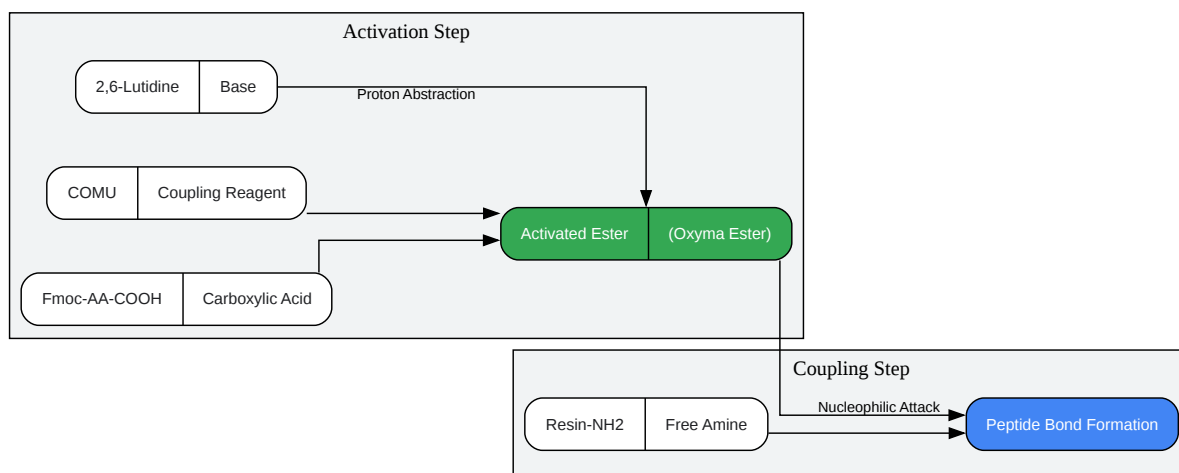 Activation Step
2,6-Lutidine Base
Proton Abstraction
COMU Coupling Reagent
Activated Ester (Oxyma Ester)
Fmoc-AA-COOH Carboxylic Acid
Coupling Step
Nucleophilic Attack
Resin-NH2 Free Amine
Peptide Bond Formation